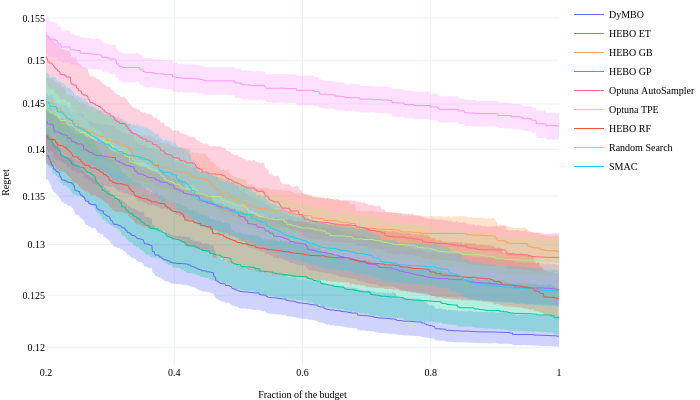 0.155
0.15
0.145
0.14
0.135
0.13
0.125
0.12
Regret
0.2
0.4
0.6
0.8
1
Fraction of the budget
DyMBO
HEBO ET
HEBO GB
HEBO GP
Optuna AutoSampler
Optuna TPE
HEBO RF
Random Search
SMAC